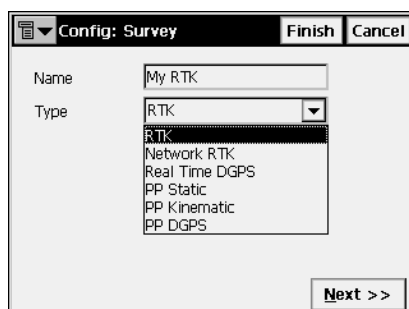 Config: Survey Finish Cancel
Name My RTK
Type RTK
RTK
Network RTK
Real Time DGPS
PP Static
PP Kinematic
PP DGPS
Next >>